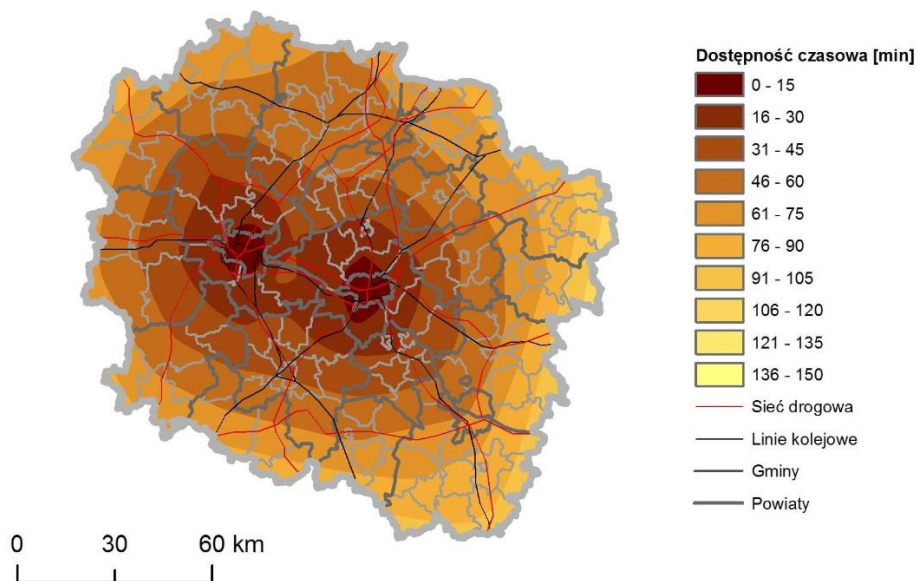 Dostępność czasowa [min]
0 - 15
16 - 30
31 - 45
46 - 60
61 - 75
76 - 90
91 - 105
106 - 120
121 - 135
136 - 150
Sieć drogowa
Linie kolejowe
Gminy
Powiaty
0 30 60 km